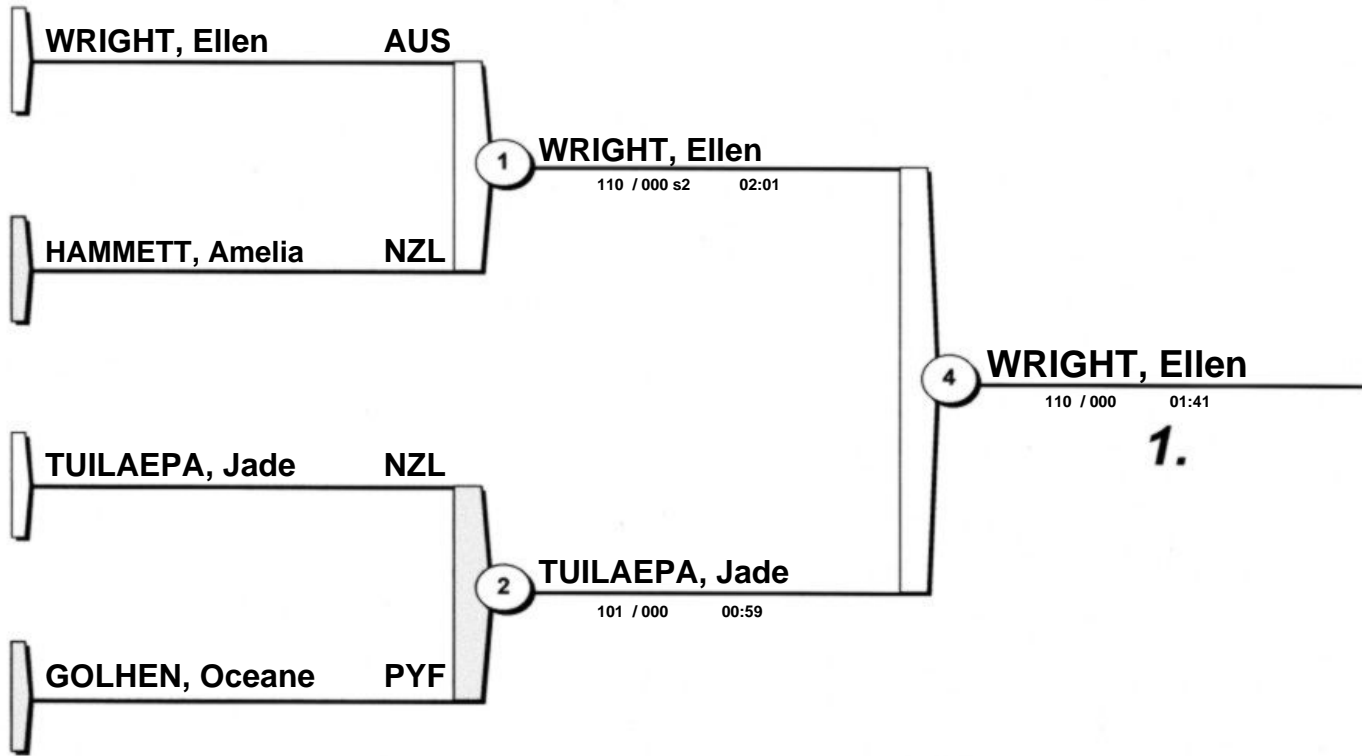 WRIGHT, Ellen AUS
1 WRIGHT, Ellen
110 / 000 s2 02:01
HAMMETT, Amelia NZL
4 WRIGHT, Ellen
110 / 000 01:41
1.
TUILAEPA, Jade NZL
2 TUILAEPA, Jade
101 / 000 00:59
GOLHEN, Oceane PYF